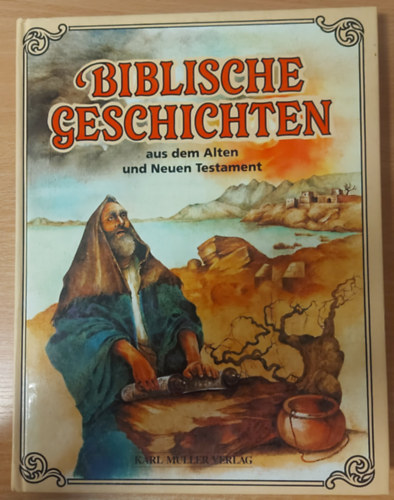 BIBLISCHE
GESCHICHTEN
aus dem Alten
und Neuen Testament
KARL MÜLLER VERLAG